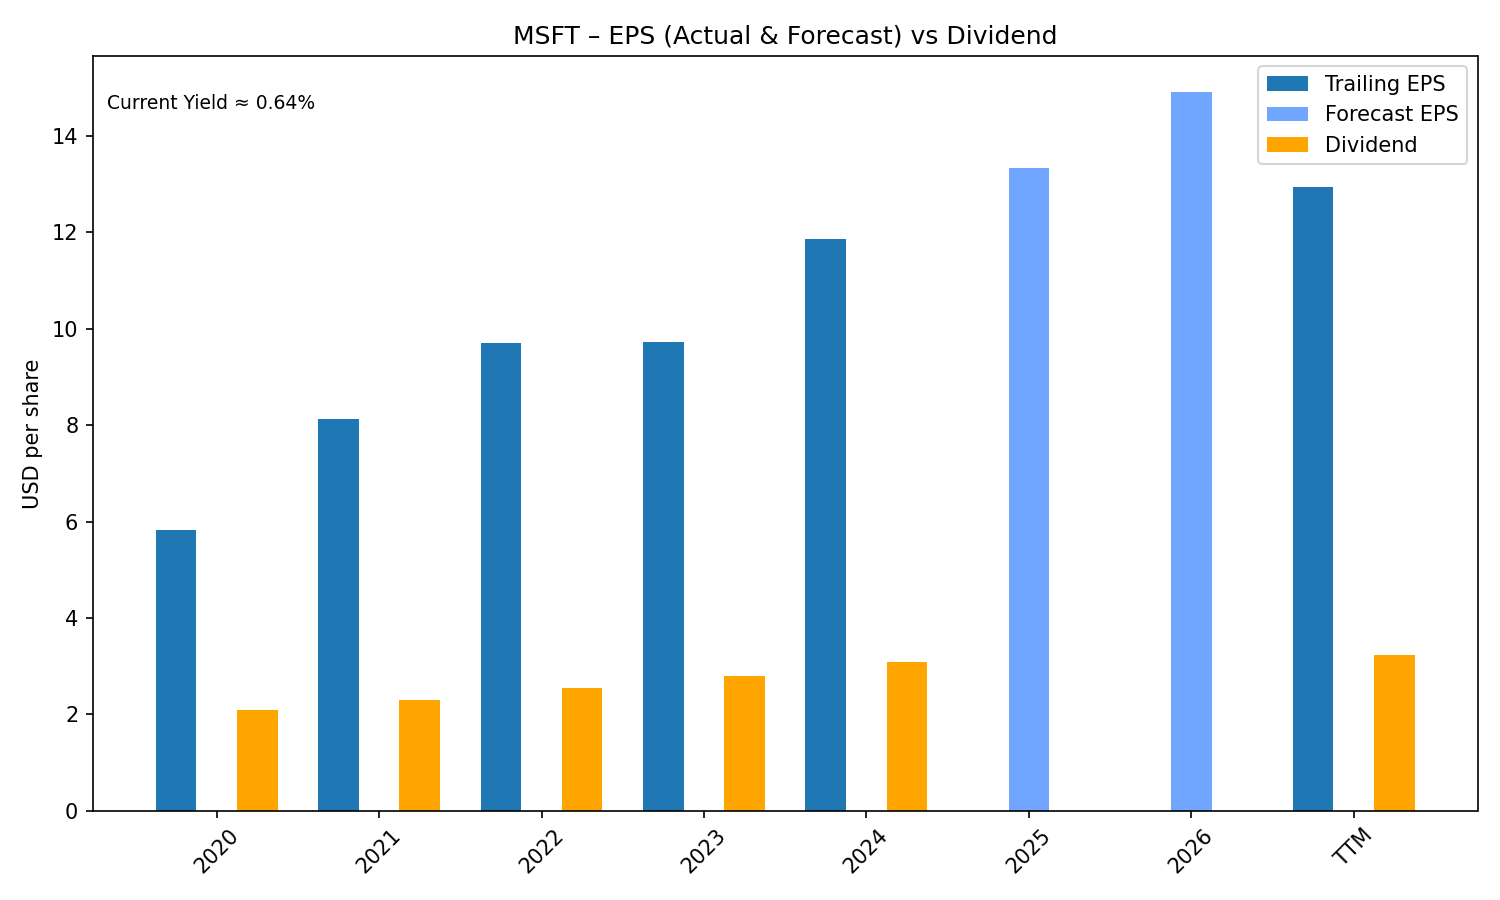 MSFT – EPS (Actual & Forecast) vs Dividend
Current Yield ≈ 0.64%
Trailing EPS
Forecast EPS
Dividend
USD per share
14
12
10
8
6
4
2
0
2020
2021
2022
2023
2024
2025
2026
TTM